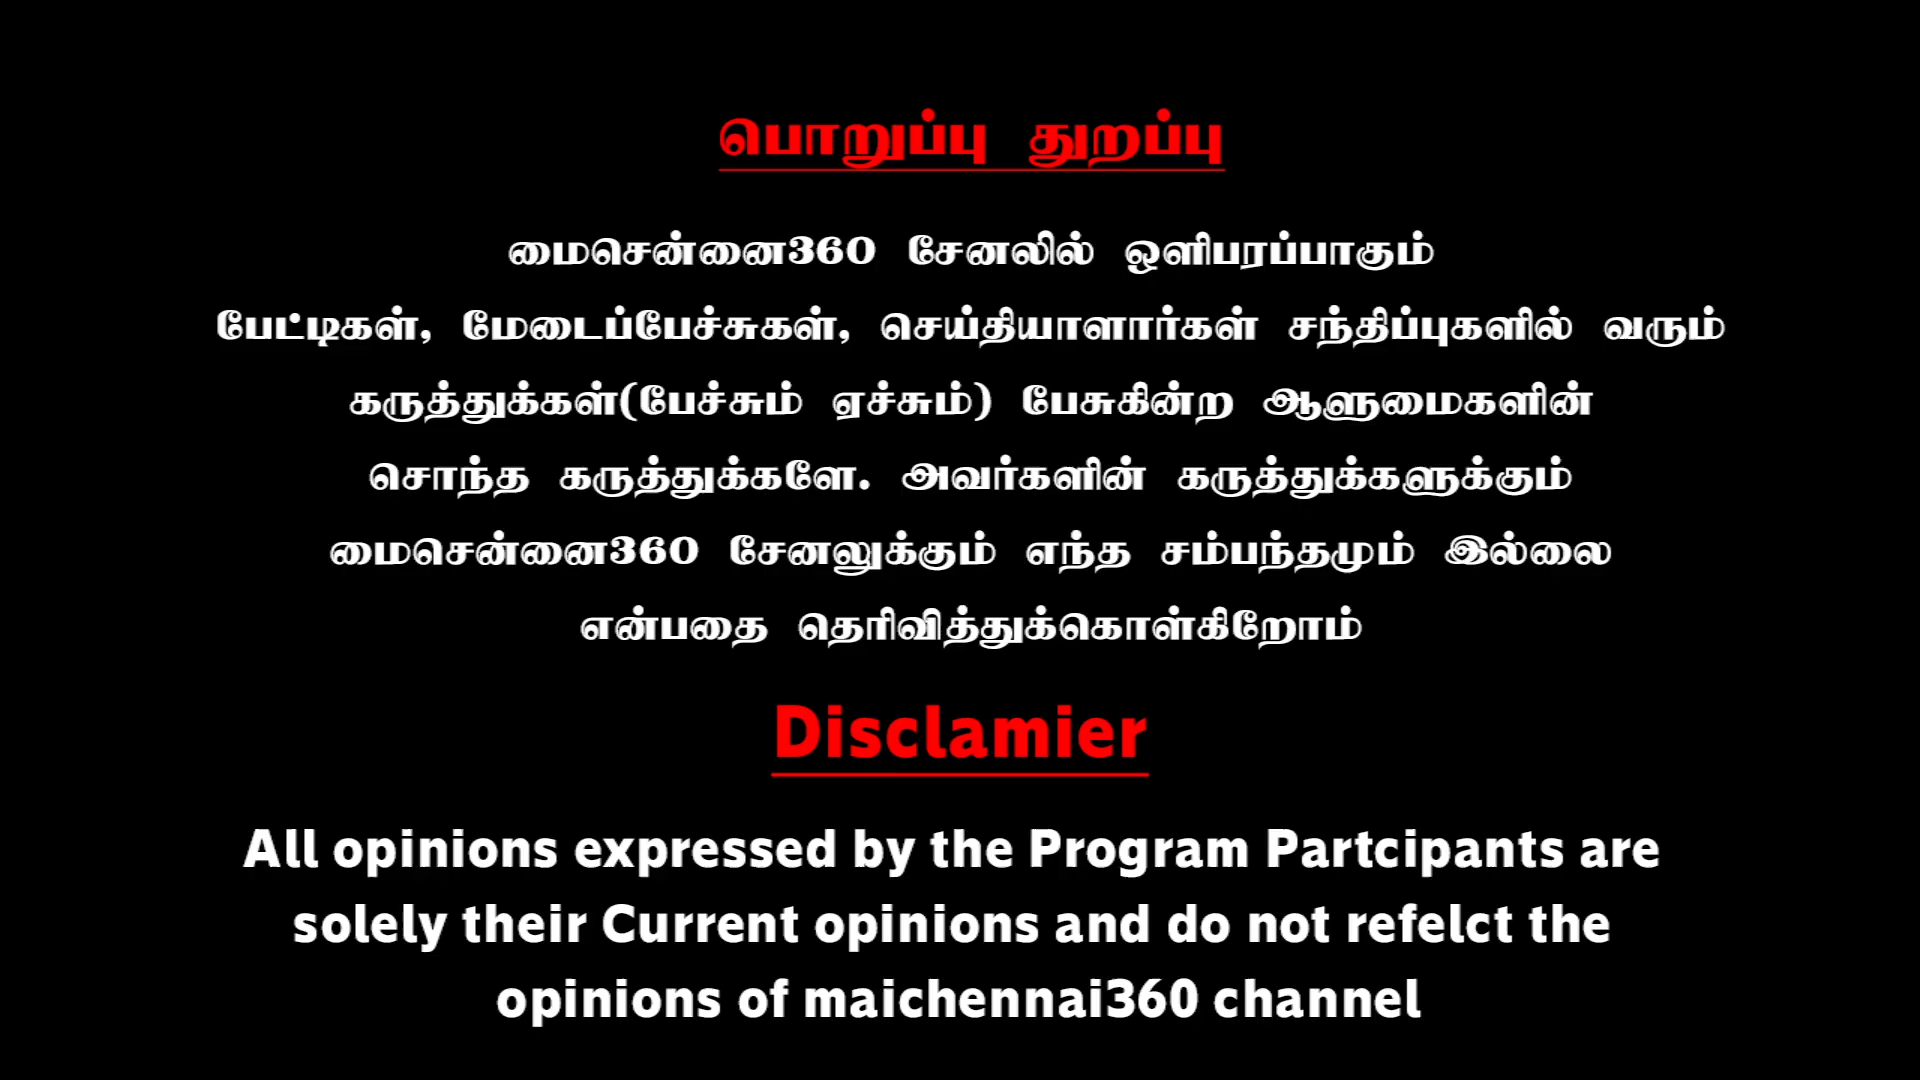 பொறுப்பு துறப்பு
மைசென்னை360 சேனலில் ஒளிபரப்பாகும்
பேட்டிகள், மேடைப்பேச்சுகள், செய்தியாளார்கள் சந்திப்புகளில் வரும்
கருத்துக்கள்(பேச்சும் ஏச்சும்) பேசுகின்ற ஆளுமைகளின்
சொந்த கருத்துக்களே. அவர்களின் கருத்துக்களுக்கும்
மைசென்னை360 சேனலுக்கும் எந்த சம்பந்தமும் இல்லை
என்பதை தெரிவித்துக்கொள்கிறோம்
Disclamier
All opinions expressed by the Program Partcipants are
solely their Current opinions and do not refelct the
opinions of maichennai360 channel